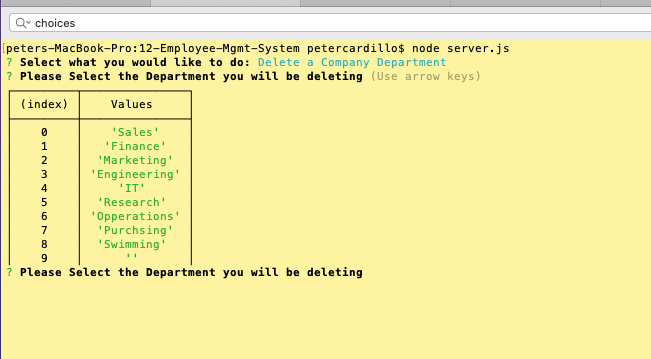 choices
peters-MacBook-Pro:12-Employee-Mgmt-System petercardillo$ node server.js
? Select what you would like to do: Delete a Company Department
? Please Select the Department you will be deleting (Use arrow keys)
(index) Values
0 'Sales'
1 'Finance'
2 'Marketing'
3 'Engineering'
4 'IT'
5 'Research'
6 'Opperations'
7 'Purchsing'
8 'Swimming'
9 ''
? Please Select the Department you will be deleting